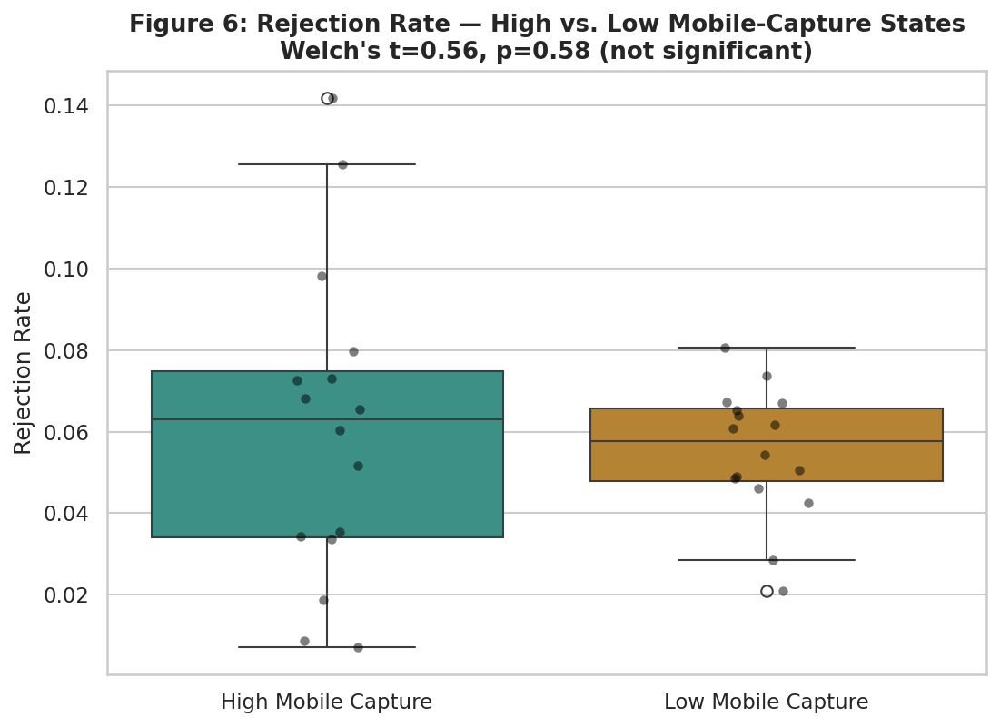 Figure 6: Rejection Rate — High vs. Low Mobile-Capture States
Welch's t=0.56, p=0.58 (not significant)
Rejection Rate
0.14
0.12
0.10
0.08
0.06
0.04
0.02
High Mobile Capture
Low Mobile Capture